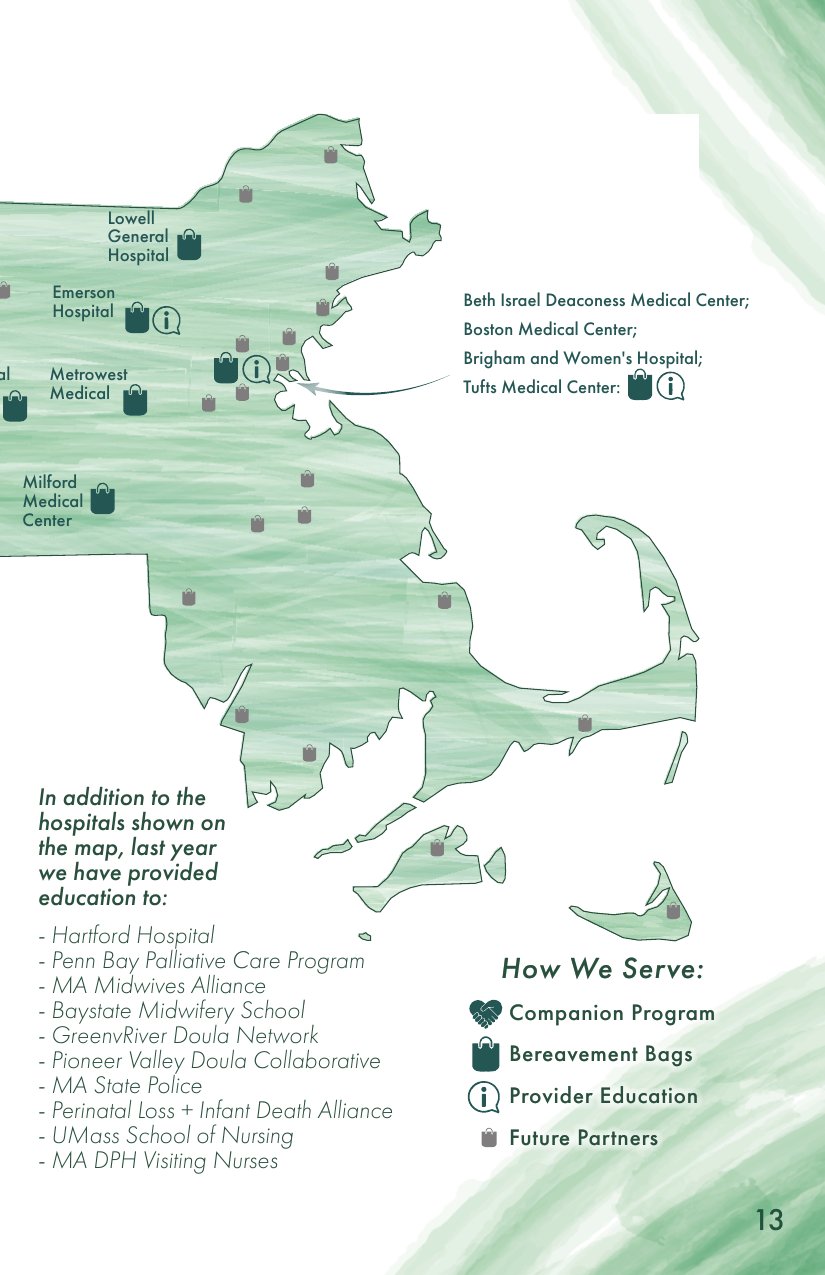 Lowell
General
Hospital
Emerson
Hospital
al
Metrowest
Medical
Milford
Medical
Center
Beth Israel Deaconess Medical Center;
Boston Medical Center;
Brigham and Women's Hospital;
Tufts Medical Center:
In addition to the
hospitals shown on
the map, last year
we have provided
education to:
- Hartford Hospital
- Penn Bay Palliative Care Program
- MA Midwives Alliance
- Baystate Midwifery School
- GreenvRiver Doula Network
- Pioneer Valley Doula Collaborative
- MA State Police
- Perinatal Loss + Infant Death Alliance
- UMass School of Nursing
- MA DPH Visiting Nurses
How We Serve:
Companion Program
Bereavement Bags
Provider Education
Future Partners
13